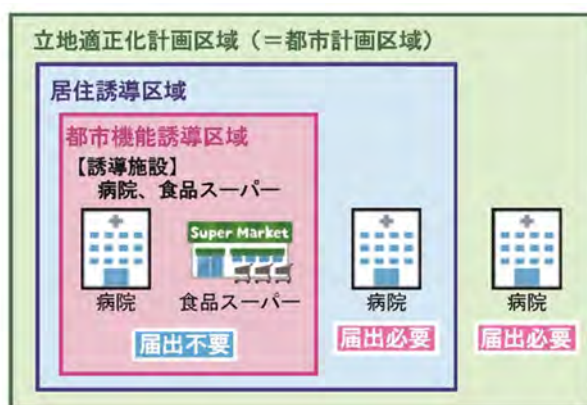 立地適正化計画区域（＝都市計画区域）
居住誘導区域
都市機能誘導区域
【誘導施設】
病院、食品スーパー
Super Market
病院
食品スーパー
病院
病院
届出不要
届出必要
届出必要